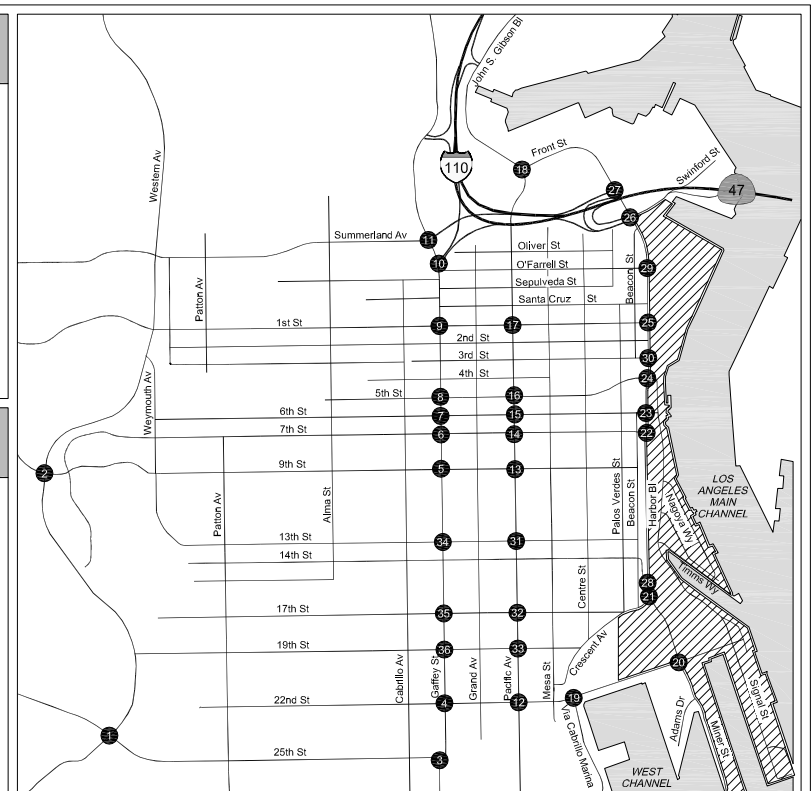 John S. Gibson Bl
Front St
18
110
Western Av
27
Swinford St
47
26
Summerland Av
11
Oliver St
10
O'Farrell St
29
Beacon St
Sepulveda St
Patton Av
Santa Cruz St
1st St
9
17
25
2nd St
3rd St
30
4th St
24
5th St
8
16
Weymouth Av
6th St
7
15
23
7th St
6
14
22
2
9th St
5
13
LOS
ANGELES
MAIN
CHANNEL
Patton Av
Alma St
Palos Verdes St
Beacon St
Harbor Bl
Nagoya Wy
13th St
34
31
14th St
Centre St
28
Timms Wy
21
17th St
35
32
19th St
36
33
Crescent Av
20
Cabrillo Av
Gaffey St
Grand Av
Pacific Av
Mesa St
22nd St
4
12
19
Signal St
Adams Dr
Miner St
Via Cabrillo Marina
1
25th St
3
WEST
CHANNEL